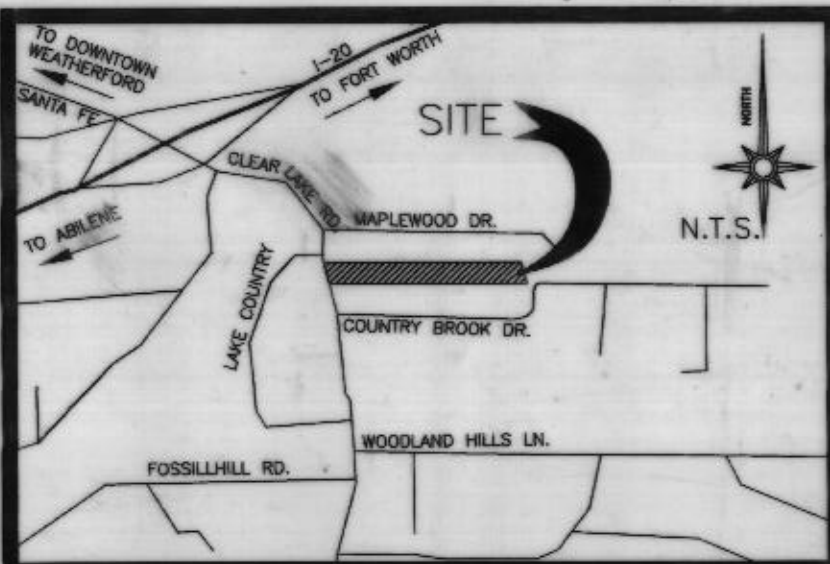 TO DOWNTOWN
WEATHERFORD
I-20
TO FORT WORTH
SANTA FE
SITE
NORTH
CLEAR LAKE RD.
MAPLEWOOD DR.
N.T.S.
TO ABILENE
LAKE COUNTRY
COUNTRY BROOK DR.
WOODLAND HILLS LN.
FOSSILLHILL RD.